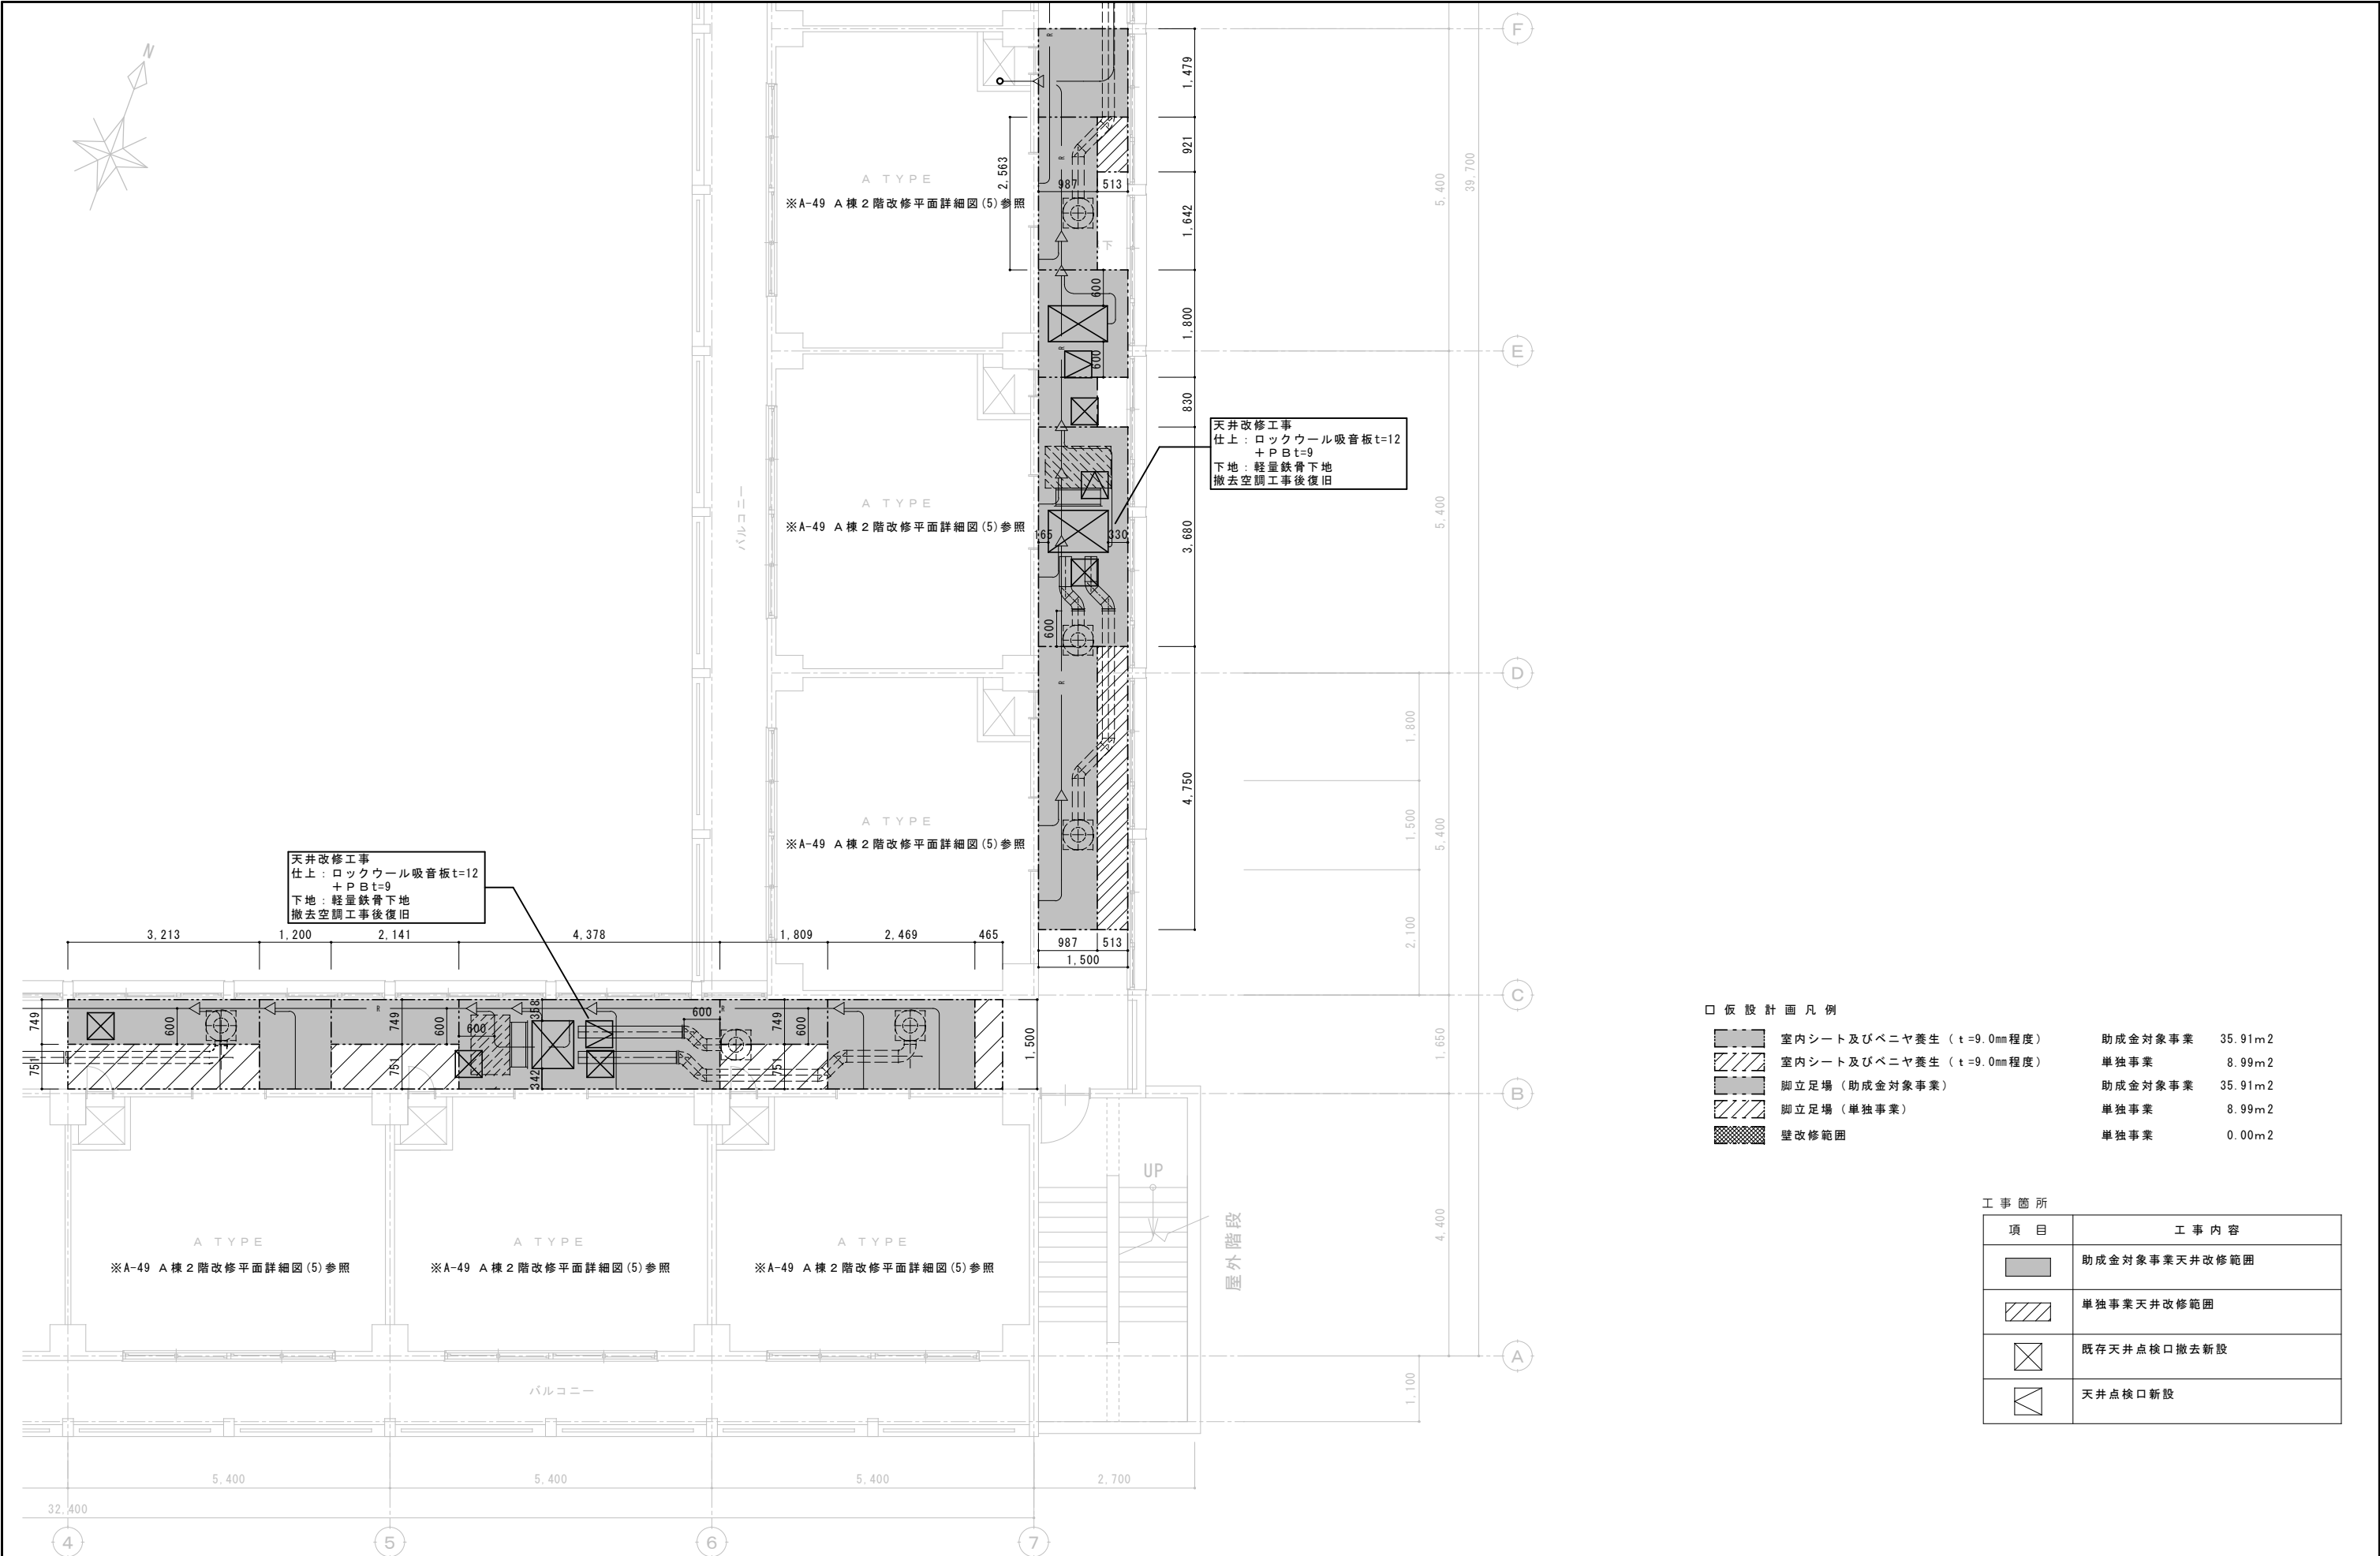 N
F
1,479
921
2,563
987
513
1,642
5,400
39.700
A TYPE
※A-49 A棟2階改修平面詳細図(5)参照
下
600
1,800
600
E
830
天井改修工事
仕上:ロックウール吸音板t=12
+PBt=9
下地:軽量鉄骨下地
撤去空調工事後復旧
バルコニー
A TYPE
※A-49 A棟2階改修平面詳細図(5)参照
165
330
3,680
5,400
600
D
1,800
4,750
1,500
5,400
2,100
A TYPE
※A-49 A棟2階改修平面詳細図(5)参照
天井改修工事
仕上:ロックウール吸音板t=12
+PBt=9
下地:軽量鉄骨下地
撤去空調工事後復旧
3,213
1,200
2,141
4,378
1,809
2,469
465
987
513
1,500
C
749
600
749
600
600
358
600
749
600
1,500
751
751
342
751
1,650
B
□ 仮設計画凡例
室内シート及びベニヤ養生(t=9.0㎜程度) 助成金対象事業 35.91m2
室内シート及びベニヤ養生(t=9.0㎜程度) 単独事業 8.99m2
脚立足場(助成金対象事業) 助成金対象事業 35.91m2
脚立足場(単独事業) 単独事業 8.99m2
壁改修範囲 単独事業 0.00m2
UP
屋外階段
4,400
A TYPE
※A-49 A棟2階改修平面詳細図(5)参照
A TYPE
※A-49 A棟2階改修平面詳細図(5)参照
A TYPE
※A-49 A棟2階改修平面詳細図(5)参照
工事箇所
項目 工事内容
助成金対象事業天井改修範囲
単独事業天井改修範囲
既存天井点検口撤去新設
天井点検口新設
A
バルコニー
1,100
5,400
5,400
5,400
2,700
32,400
4
5
6
7